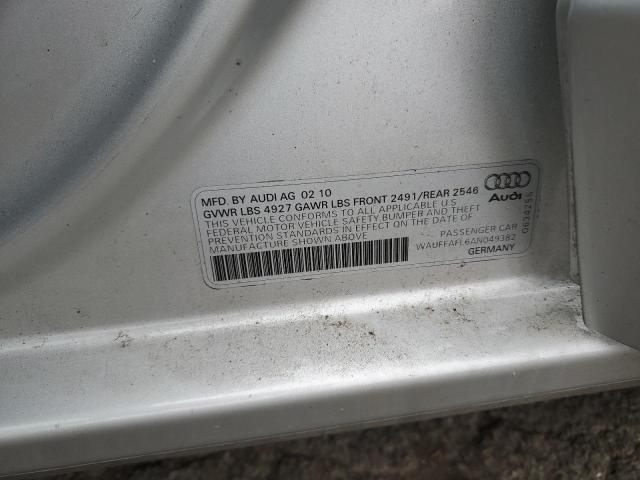 MFD. BY AUDI AG 02 10
GVWR LBS 4927 GAWR LBS FRONT 2491/REAR 2546
THIS VEHICLE CONFORMS TO ALL APPLICABLE U S
FEDERAL MOTOR VEHICLE SAFETY BUMPER AND THEFT
PREVENTION STANDARDS IN EFFECT ON THE DATE OF
MANUFACTURE SHOWN ABOVE
PASSENGER CAR
WAUFFAFL6AN049382
GERMANY
Audi
0634255